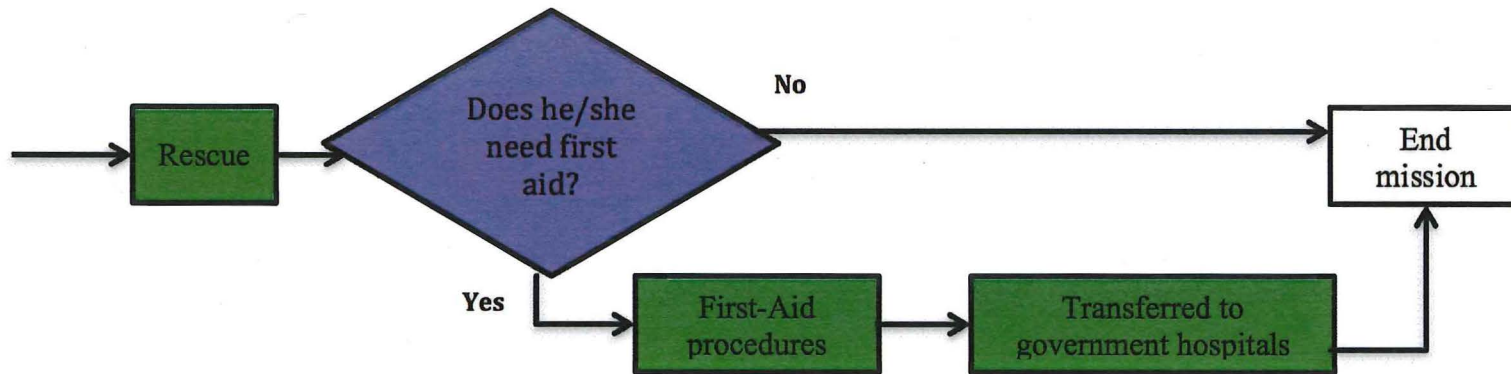 Rescue
Does he/she
need first
aid?
No
End
mission
Yes
First-Aid
procedures
Transferred to
government hospitals